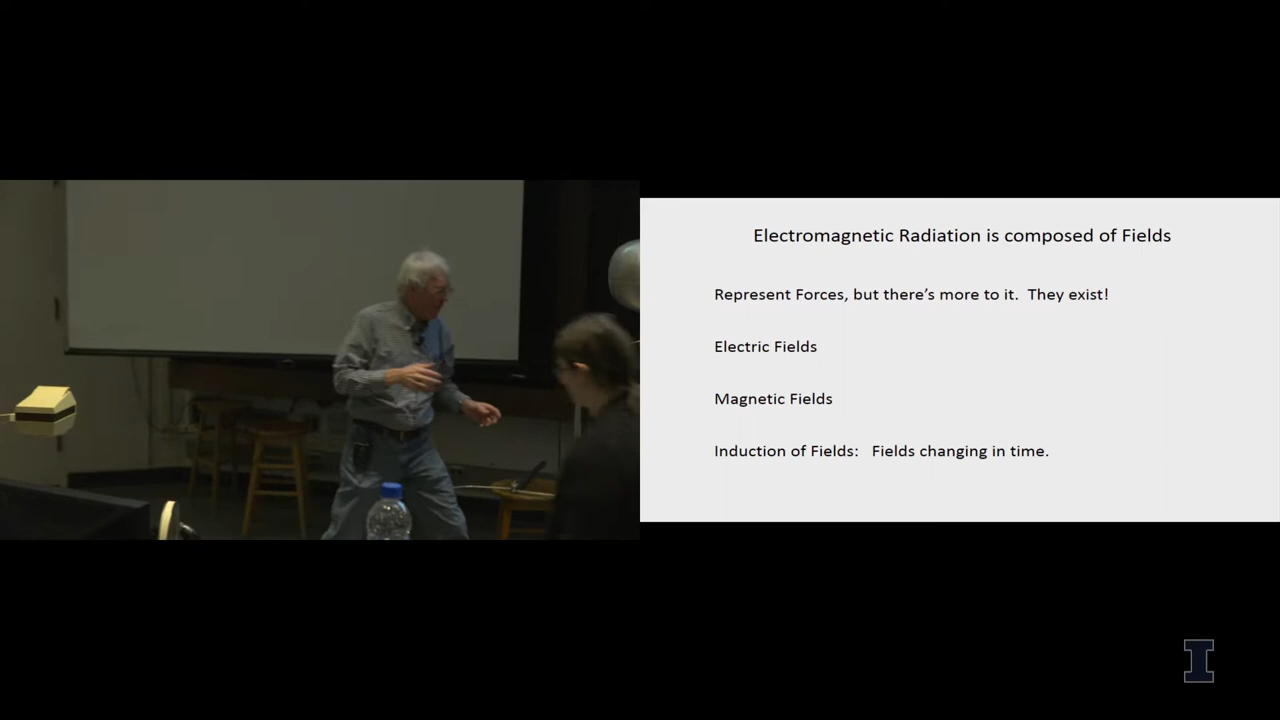 Electromagnetic Radiation is composed of Fields
Represent Forces, but there's more to it.  They exist!
Electric Fields
Magnetic Fields
Induction of Fields:   Fields changing in time.